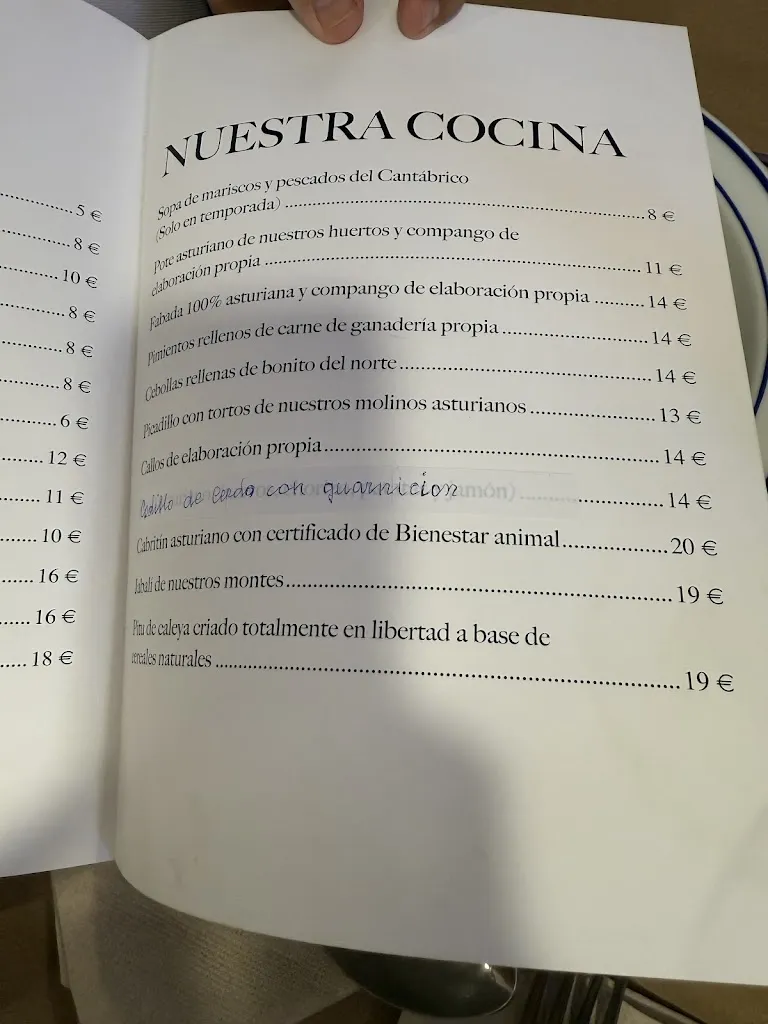 5 €
8 €
10 €
8 €
8 €
8 €
6 €
12 €
11 €
10 €
16 €
16 €
18 €
NUESTRA COCINA
Sopa de mariscos y pescados del Cantábrico
(Solo en temporada) 8 €
Pote asturiano de nuestros huertos y compango de
elaboración propia 11 €
Fabada 100% asturiana y compango de elaboración propia 14 €
Pimientos rellenos de carne de ganadería propia 14 €
Cebollas rellenas de bonito del norte 14 €
Picadillo con tortos de nuestros molinos asturianos 13 €
Callos de elaboración propia 14 €
Codillo de cerdo con guarnicion jamón) 14 €
Cabritín asturiano con certificado de Bienestar animal 20 €
Jabalí de nuestros montes 19 €
Pitu de caleya criado totalmente en libertad a base de
cereales naturales 19 €